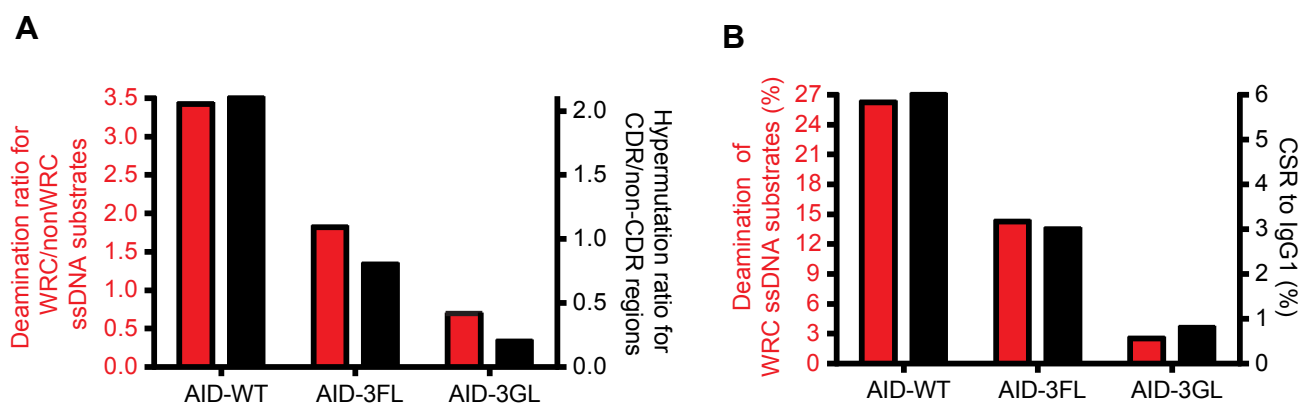 A
Deamination ratio for
WRC/nonWRC
ssDNA substrates
3.5
3.0
2.5
2.0
1.5
1.0
0.5
0.0
2.0
1.0
0.5
0.0
Hypermutation ratio for
CDR/non-CDR regions
AID-WT AID-3FL AID-3GL
B
Deamination of
WRC ssDNA substrates (%)
27
24
21
18
15
12
9
6
3
0
6
5
4
3
2
1
0
CSR to IgG1 (%)
AID-WT AID-3FL AID-3GL